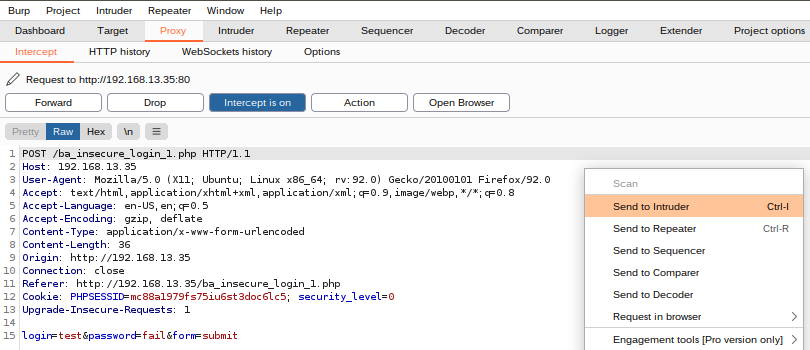 Burp Project Intruder Repeater Window Help
Dashboard Target Proxy Intruder Repeater Sequencer Decoder Comparer Logger Extender Project options
Intercept HTTP history WebSockets history Options
Request to http://192.168.13.35:80
Forward Drop Intercept is on Action Open Browser
Pretty Raw Hex \n ≡
1 POST /ba_insecure_login_1.php HTTP/1.1
2 Host: 192.168.13.35
3 User-Agent: Mozilla/5.0 (X11; Ubuntu; Linux x86_64; rv:92.0) Gecko/20100101 Firefox/92.0
4 Accept: text/html,application/xhtml+xml,application/xml;q=0.9,image/webp,*/*;q=0.8
5 Accept-Language: en-US,en;q=0.5
6 Accept-Encoding: gzip, deflate
7 Content-Type: application/x-www-form-urlencoded
8 Content-Length: 36
9 Origin: http://192.168.13.35
10 Connection: close
11 Referer: http://192.168.13.35/ba_insecure_login_1.php
12 Cookie: PHPSESSID=mc88a1979fs75iu6st3doc6lc5; security_level=0
13 Upgrade-Insecure-Requests: 1
14
15 login=test&password=fail&form=submit
Scan
Send to Intruder Ctrl-I
Send to Repeater Ctrl-R
Send to Sequencer
Send to Comparer
Send to Decoder
Request in browser >
Engagement tools [Pro version only] >